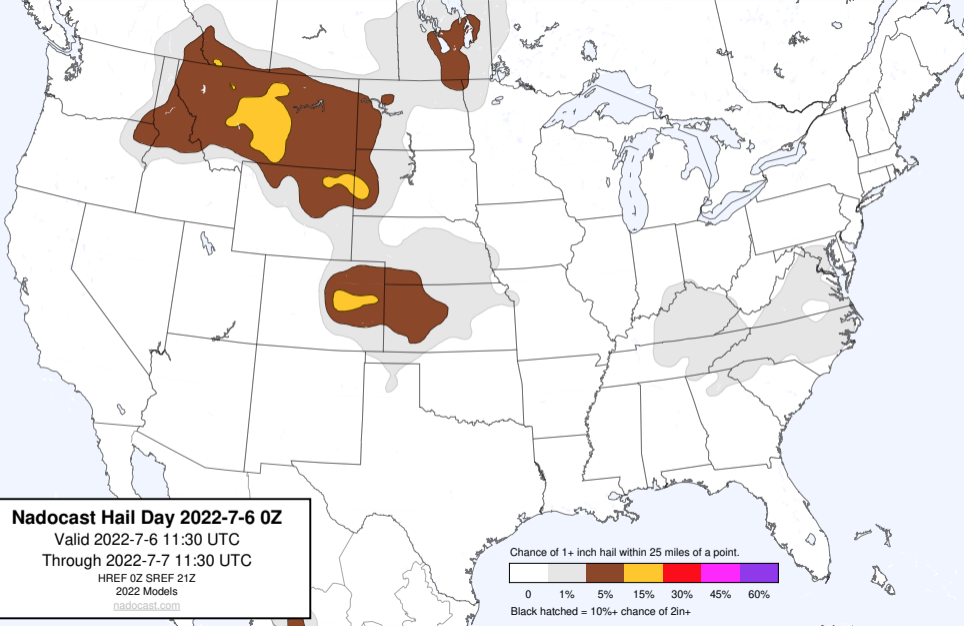 Nadocast Hail Day 2022-7-6 0Z
Valid 2022-7-6 11:30 UTC
Through 2022-7-7 11:30 UTC
HREF 0Z SREF 21Z
2022 Models
nadocast.com
Chance of 1+ inch hail within 25 miles of a point.
0 1% 5% 15% 30% 45% 60%
Black hatched = 10%+ chance of 2in+